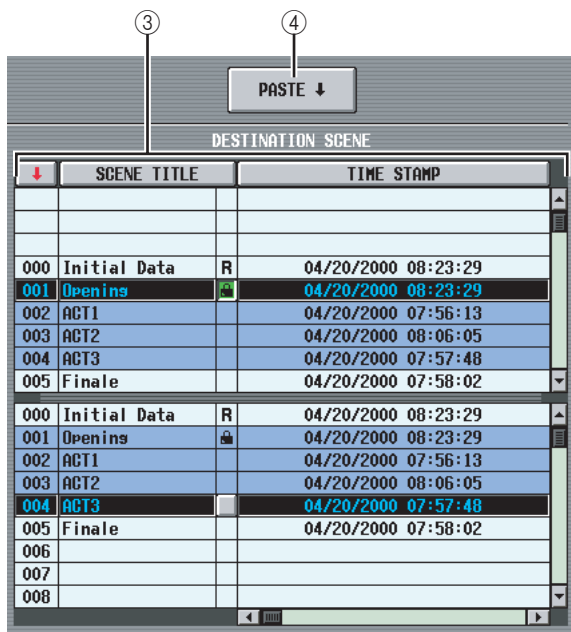 ③ ④
PASTE ⬇
DESTINATION SCENE
⬇ SCENE TITLE TIME STAMP
000 Initial Data R 04/20/2000 08:23:29
001 Opening 04/20/2000 08:23:29
002 ACT1 04/20/2000 07:56:13
003 ACT2 04/20/2000 08:06:05
004 ACT3 04/20/2000 07:57:48
005 Finale 04/20/2000 07:58:02
000 Initial Data R 04/20/2000 08:23:29
001 Opening 04/20/2000 08:23:29
002 ACT1 04/20/2000 07:56:13
003 ACT2 04/20/2000 08:06:05
004 ACT3 04/20/2000 07:57:48
005 Finale 04/20/2000 07:58:02
006
007
008